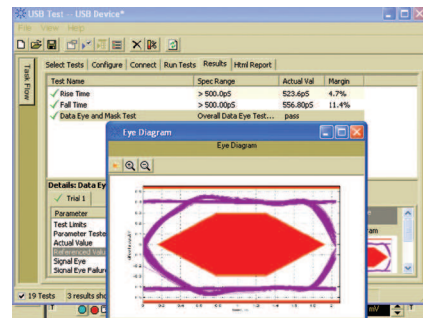 USB Test -- USB Device*
File View Help
Task Flow
Select Tests Configure Connect Run Tests Results Html Report
Test Name Spec Range Actual Val Margin
Rise Time > 500.0pS 523.6pS 4.7%
Fall Time > 500.00pS 556.80pS 11.4%
Data Eye and Mask Test Overall Data Eye Test... pass
Eye Diagram
Eye Diagram
Details: Data Ey
Trial 1
Parameter
Test Limits
Parameter Teste
Actual Value
Referenced Valu
Signal Eye
Signal Eye Failure
am
19 Tests 3 results sho
mV